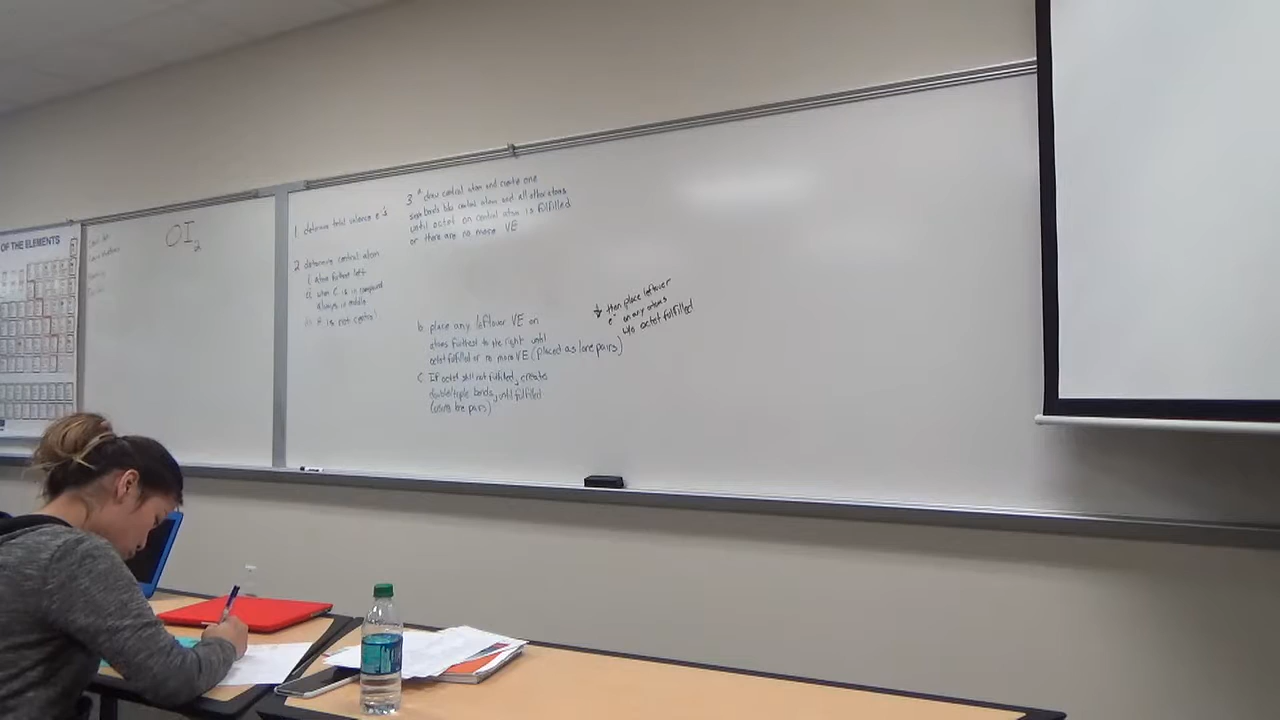 OF THE ELEMENTS
OI2
1. determine total valence e-'s
2 determine central atom
i. atom furthest left
ii. when C is in compound
Always in middle
iii. H is not central
3 a draw central atom and create one
bonds b/w central atom and all other atoms
until octet on central atom is fulfilled
or there are no more VE
b place any leftover VE on
atoms furthest to the right until
octet fulfilled or no more VE (placed as lone pairs)
↳ then place leftover
e- on any atoms
w/o octet fulfilled
c If octet still not fulfilled, create
double/triple bonds, until fulfilled
(using lone pairs)